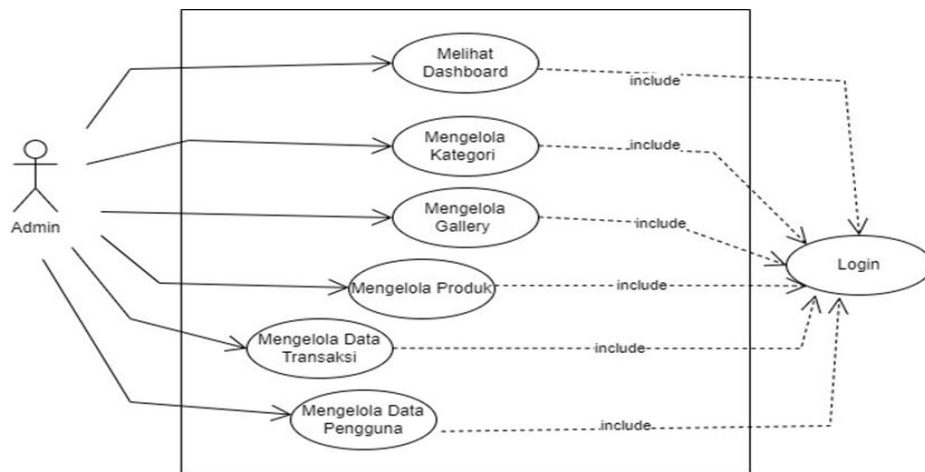 Melihat
Dashboard
include
Mengelola
Kategori
include
Admin
Mengelola
Gallery
include
Login
Mengelola Produk
include
Mengelola Data
Transaksi
include
Mengelola Data
Pengguna
include